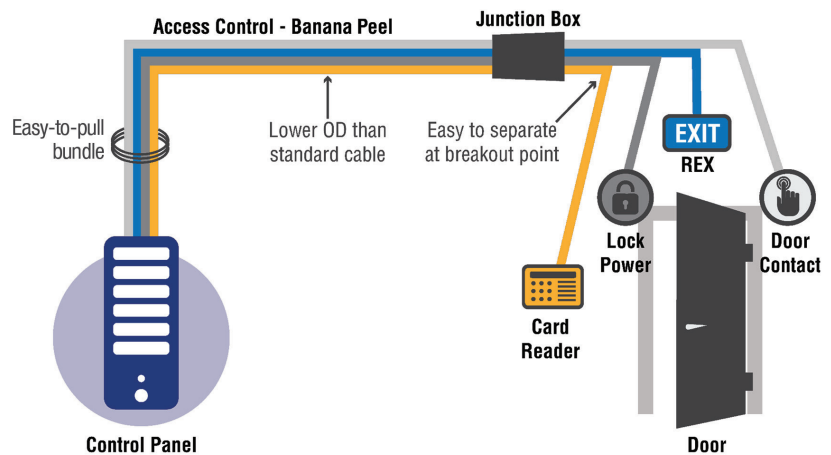 Access Control - Banana Peel
Junction Box
Easy-to-pull
bundle
Lower OD than
standard cable
Easy to separate
at breakout point
EXIT
REX
Lock
Power
Door
Contact
Card
Reader
Control Panel
Door